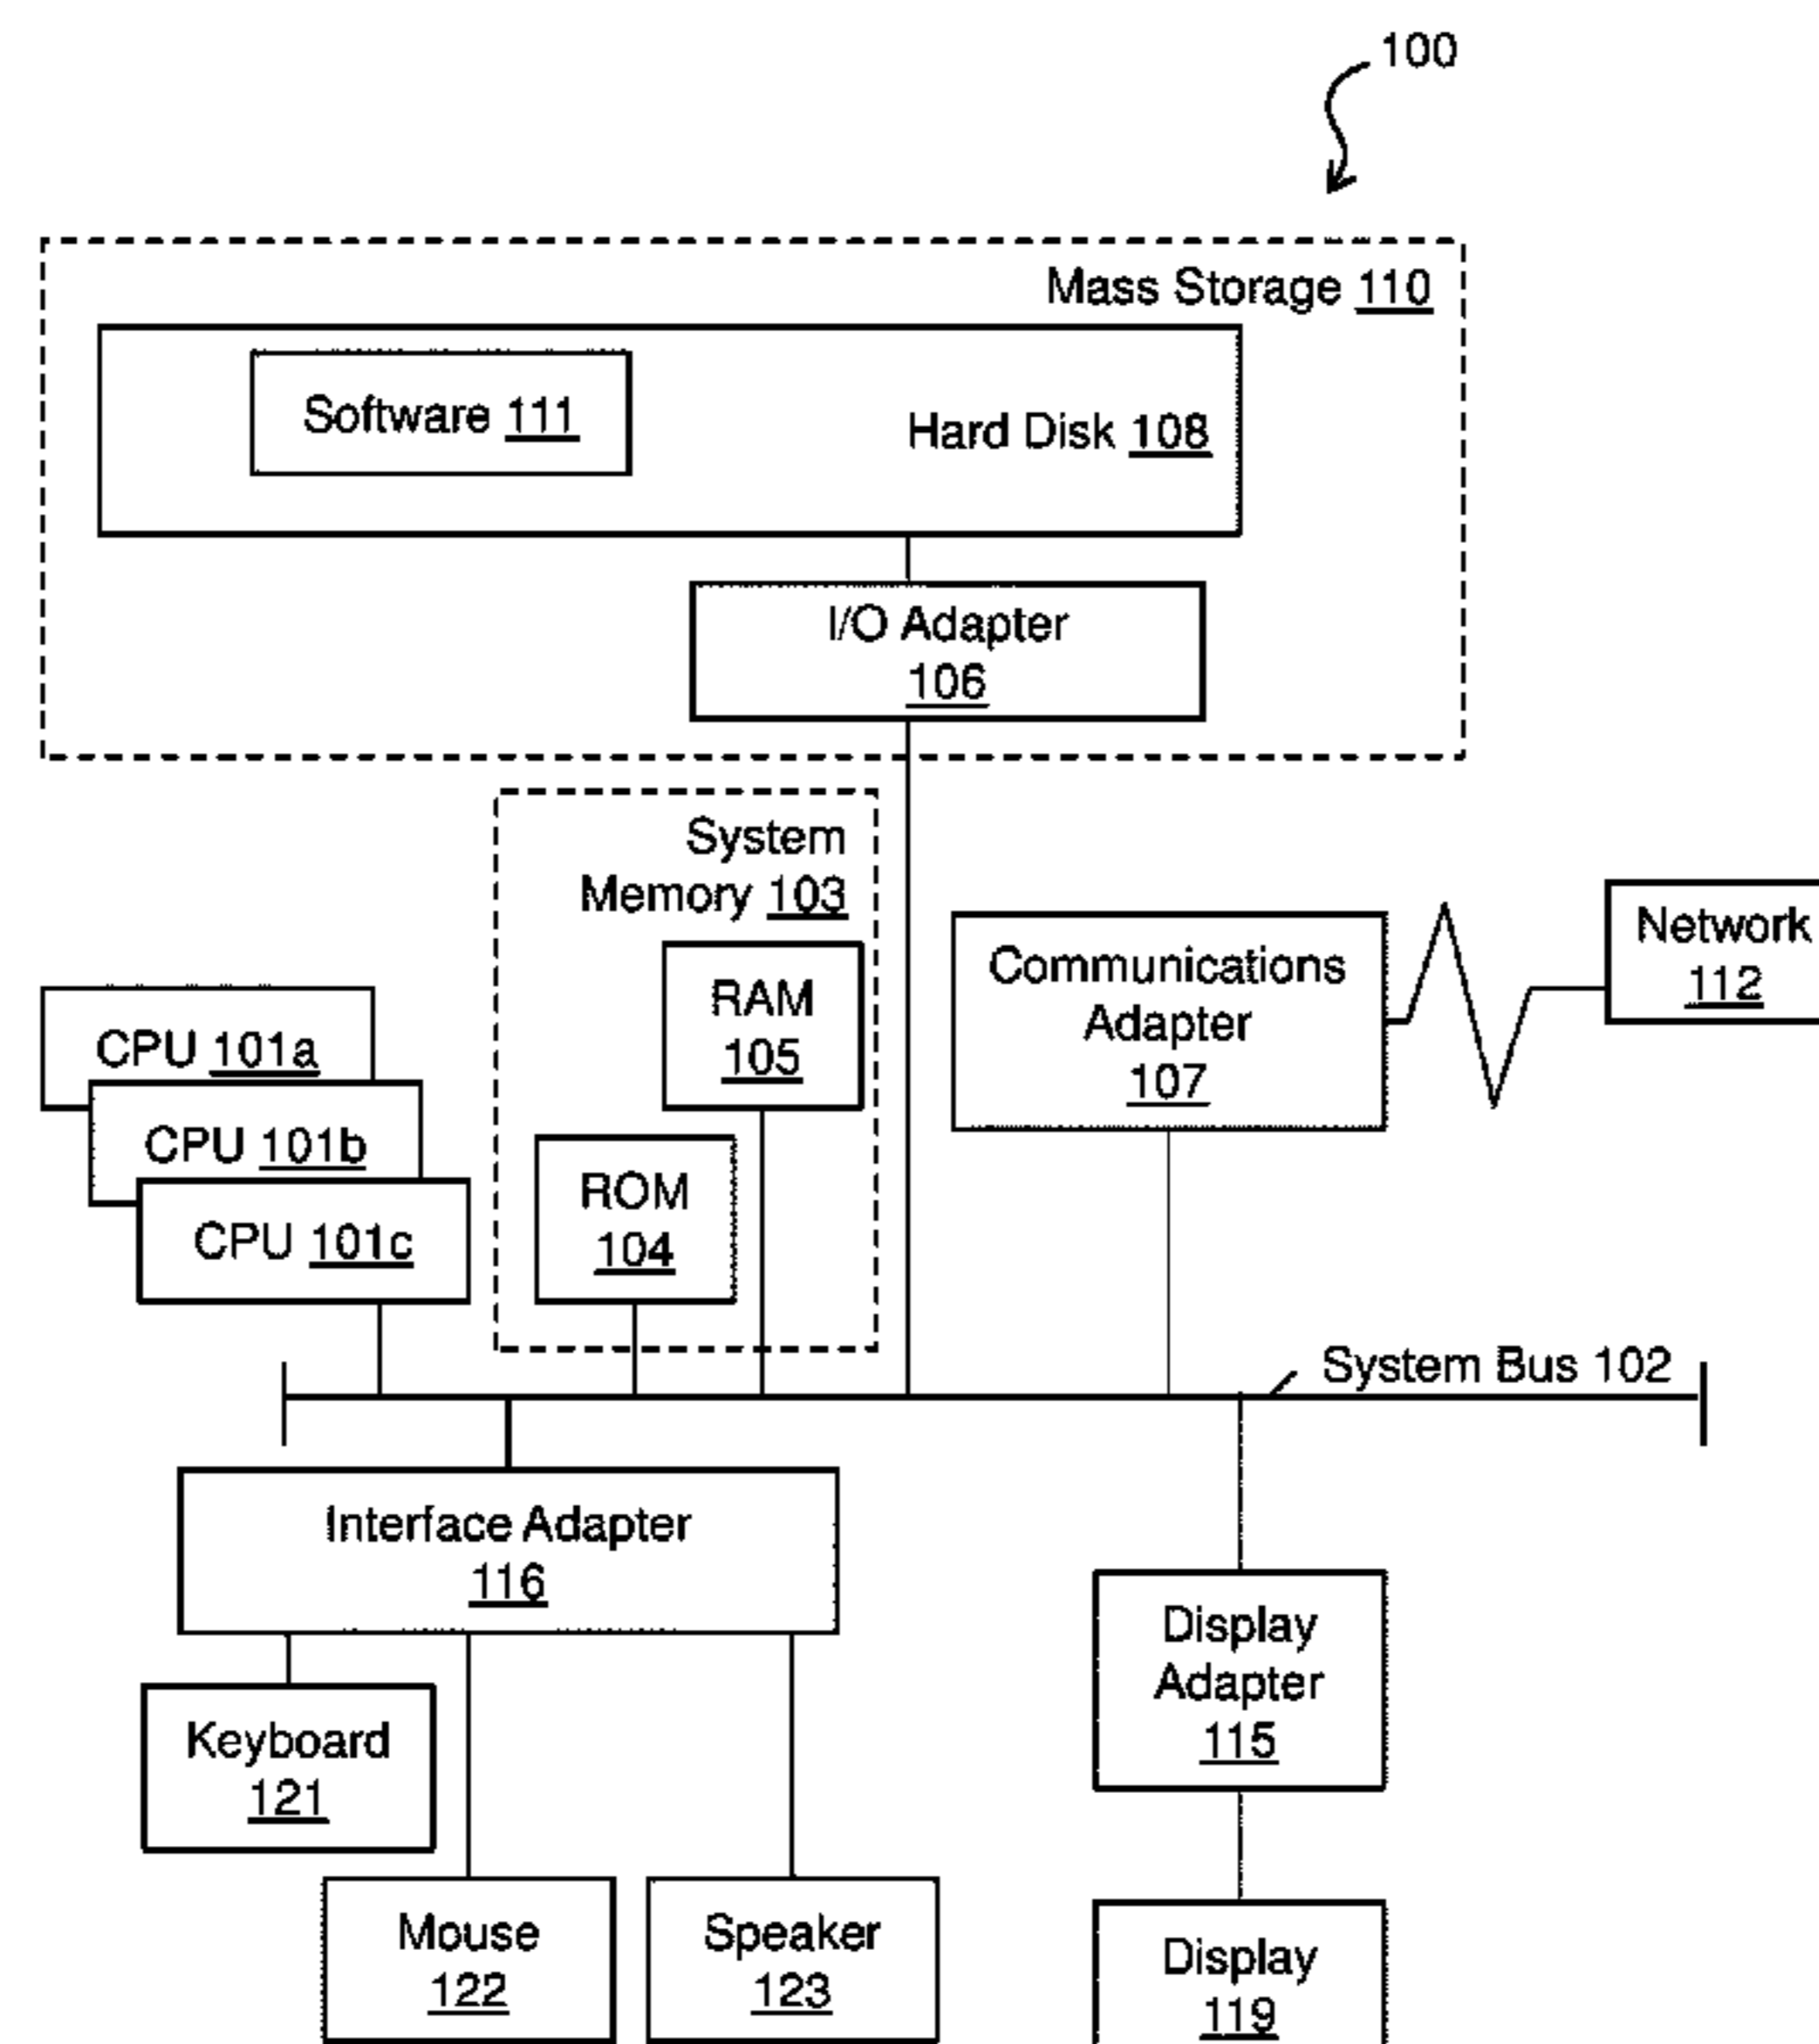 100
Mass Storage 110
Software 111
Hard Disk 108
I/O Adapter
106
System
Memory 103
RAM
105
ROM
104
Communications
Adapter
107
Network
112
CPU 101a
CPU 101b
CPU 101c
System Bus 102
Interface Adapter
116
Keyboard
121
Mouse
122
Speaker
123
Display
Adapter
115
Display
119